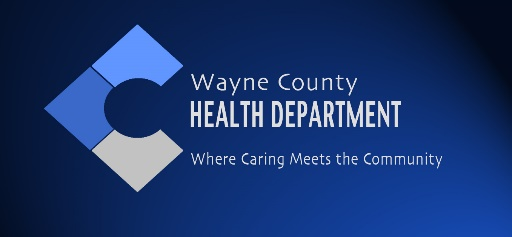 Wayne County
HEALTH DEPARTMENT
Where Caring Meets the Community